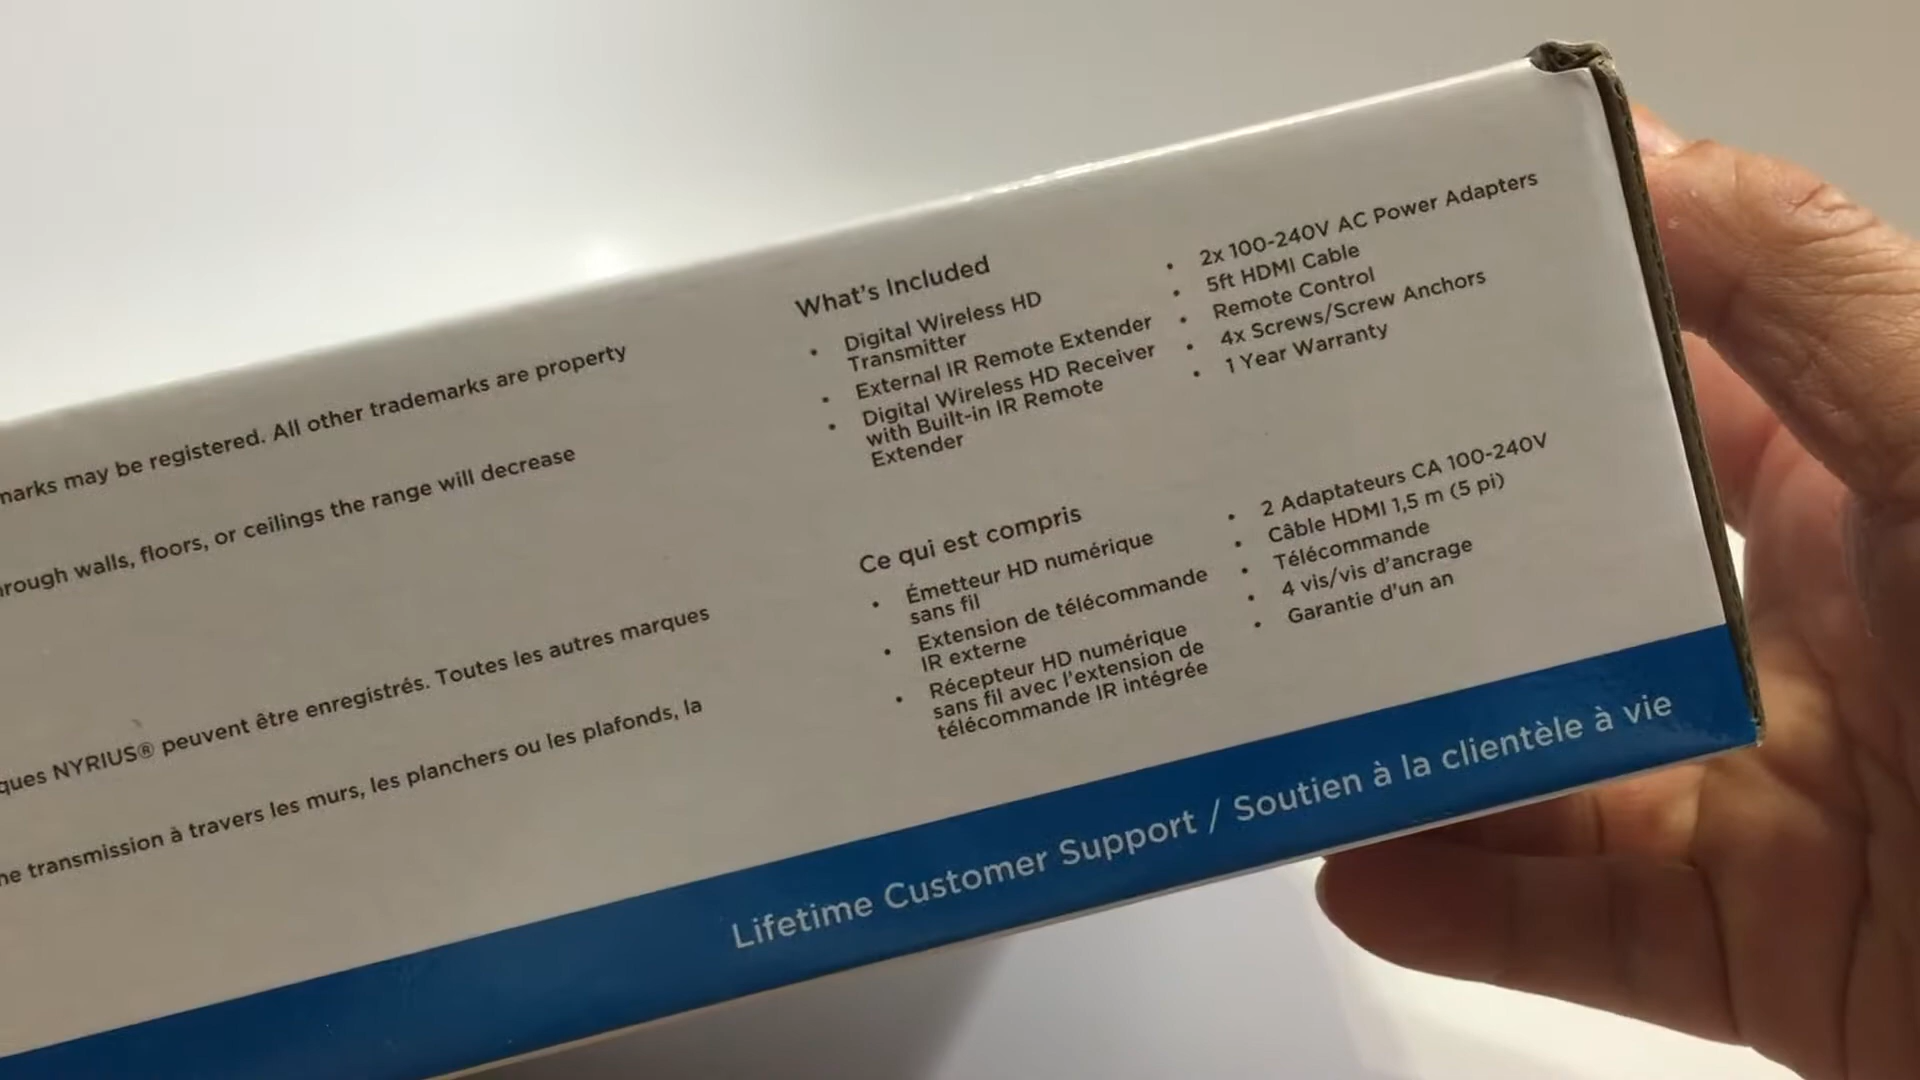 marks may be registered. All other trademarks are property
through walls, floors, or ceilings the range will decrease
NYRIUS® peuvent être enregistrés. Toutes les autres marques
transmission à travers les murs, les planchers ou les plafonds, la
What's Included
• Digital Wireless HD
Transmitter
• External IR Remote Extender
• Digital Wireless HD Receiver
with Built-in IR Remote
Extender
• 2x 100-240V AC Power Adapters
• 5ft HDMI Cable
• Remote Control
• 4x Screws/Screw Anchors
• 1 Year Warranty
Ce qui est compris
• Émetteur HD numérique
sans fil
• Extension de télécommande
IR externe
• Récepteur HD numérique
sans fil avec l'extension de
télécommande IR intégrée
• 2 Adaptateurs CA 100-240V
• Câble HDMI 1,5 m (5 pi)
• Télécommande
• 4 vis/vis d'ancrage
• Garantie d'un an
Lifetime Customer Support / Soutien à la clientèle à vie